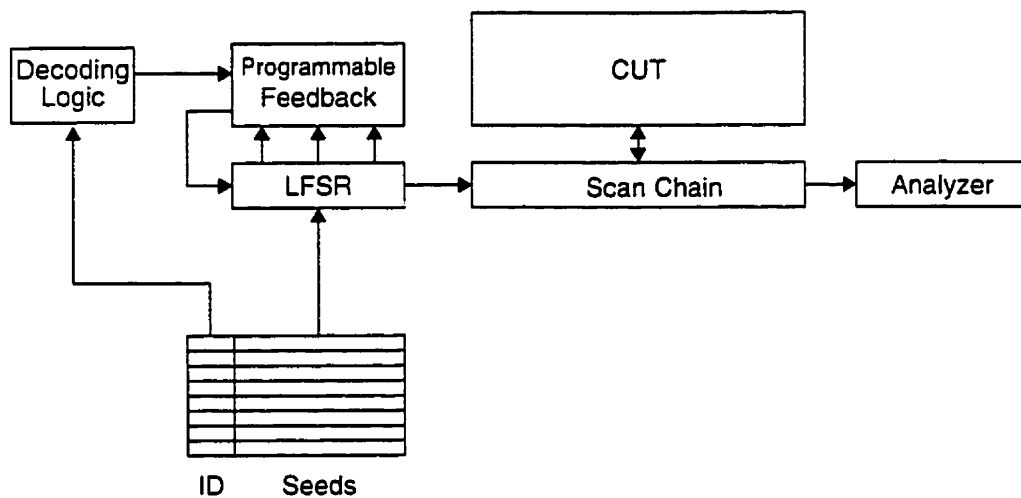 Decoding
Logic
Programmable
Feedback
CUT
LFSR
Scan Chain
Analyzer
ID
Seeds